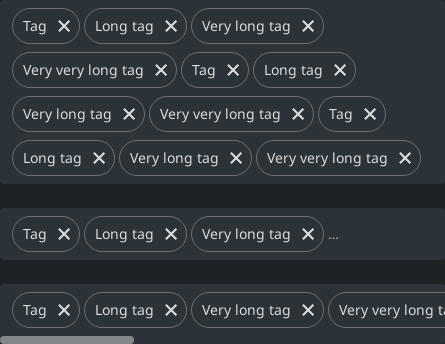 Tag Long tag Very long tag
Very very long tag Tag Long tag
Very long tag Very very long tag Tag
Long tag Very long tag Very very long tag
Tag Long tag Very long tag ...
Tag Long tag Very long tag Very very long ta